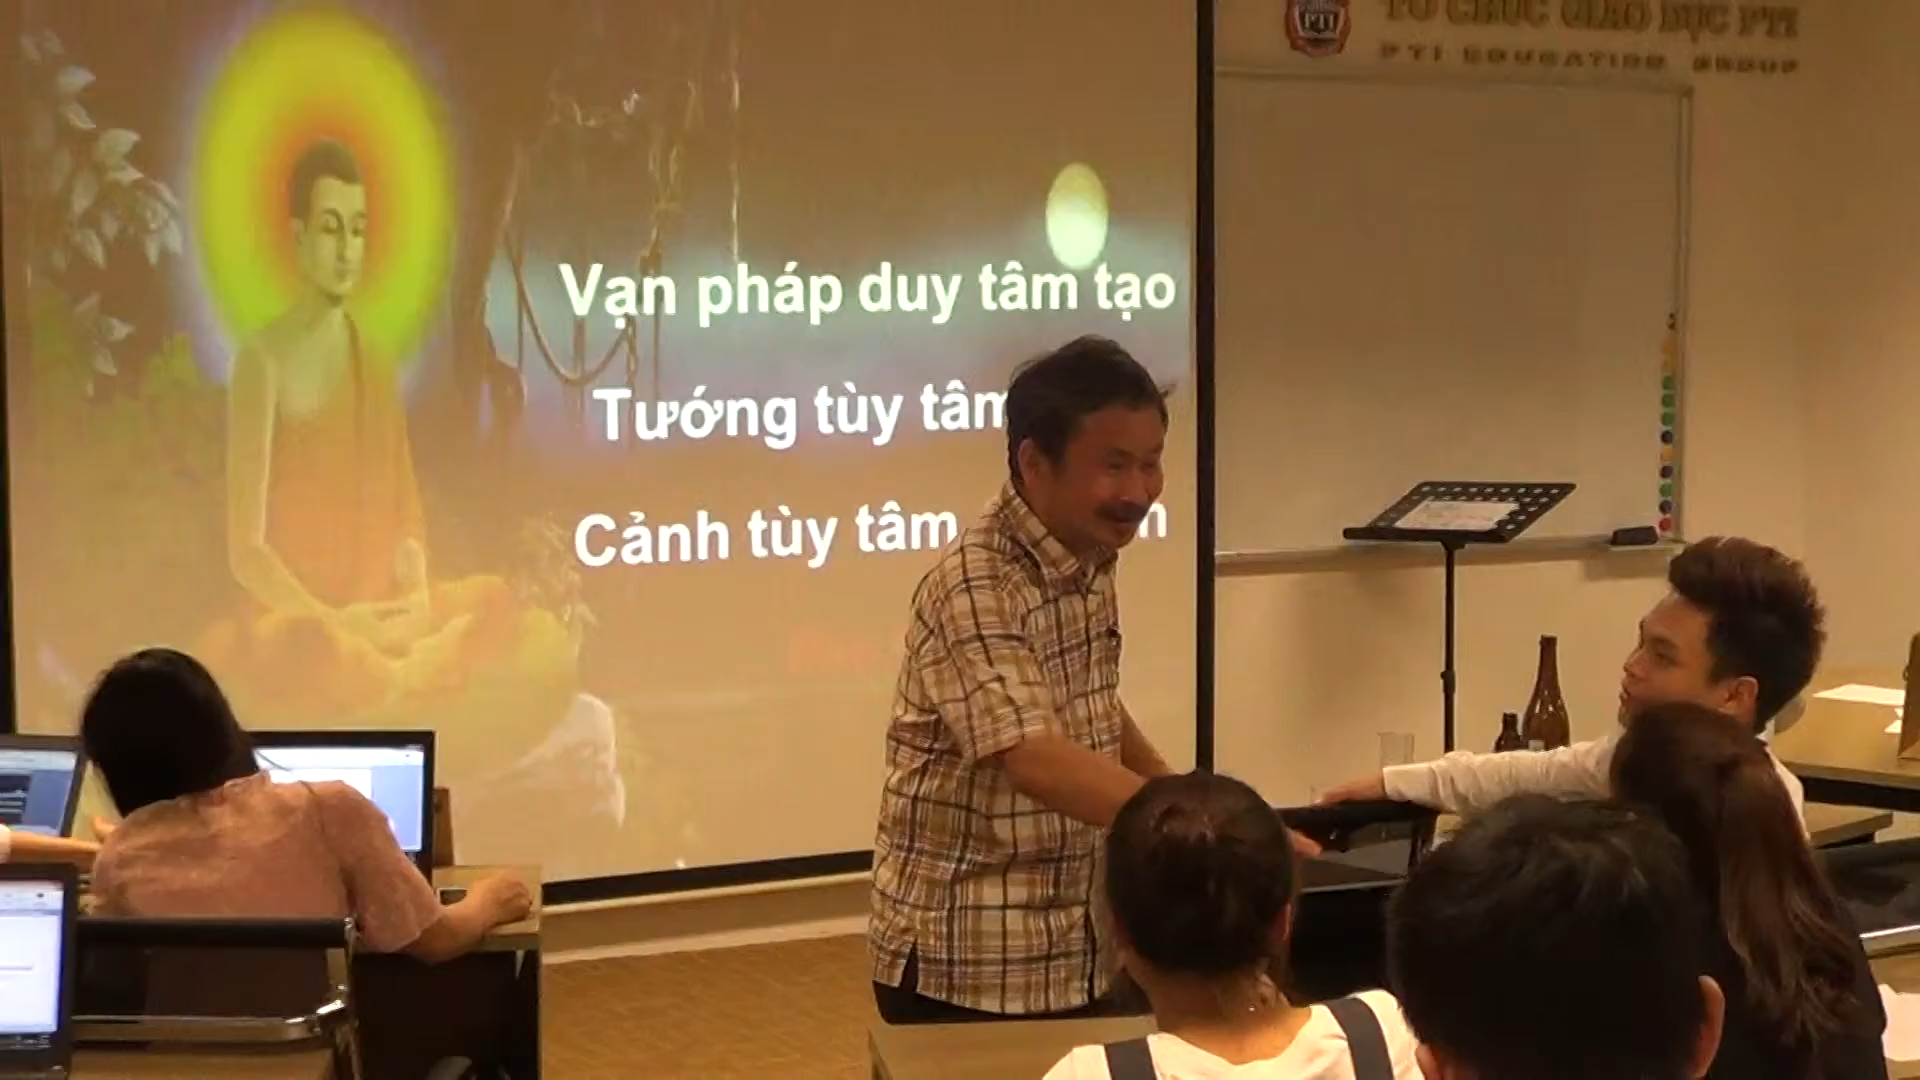 TỔ CHỨC GIÁO DỤC PTI
PTI EDUCATION GROUP
PTI
Vạn pháp duy tâm tạo
Tướng tùy tâm
Cảnh tùy tâm